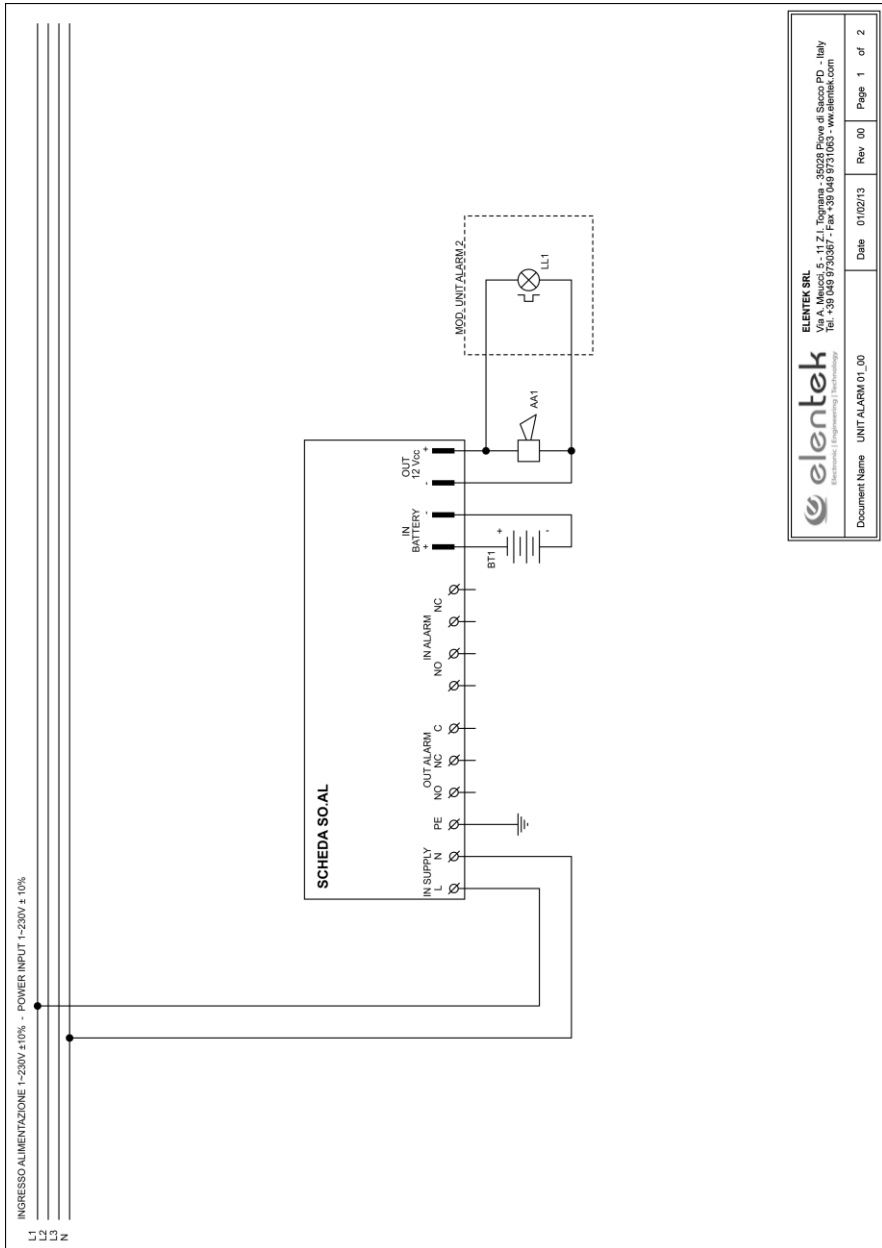 INGRESSO ALIMENTAZIONE 1~230V ±10% - POWER INPUT 1~230V ± 10%
L1
L2
L3
N
SCHEDA SO.AL
IN SUPPLY
L
N
PE
OUT ALARM
NO
NC
C
IN ALARM
NO
NC
IN
BATTERY
+
-
OUT
12 Vcc
-
+
BT1
+
-
AA1
MOD. UNIT ALARM 2
LL1
elentek
Electronic | Engineering | Technology
ELENTEK SRL
Via A. Meucci, 5 - 11 Z.I. Tognana - 35028 Piove di Sacco PD - Italy
Tel. +39 049 9730367 - Fax +39 049 9731063 - ww.elentek.com
Document Name UNIT ALARM 01_00
Date 01/02/13
Rev 00
Page 1 of 2